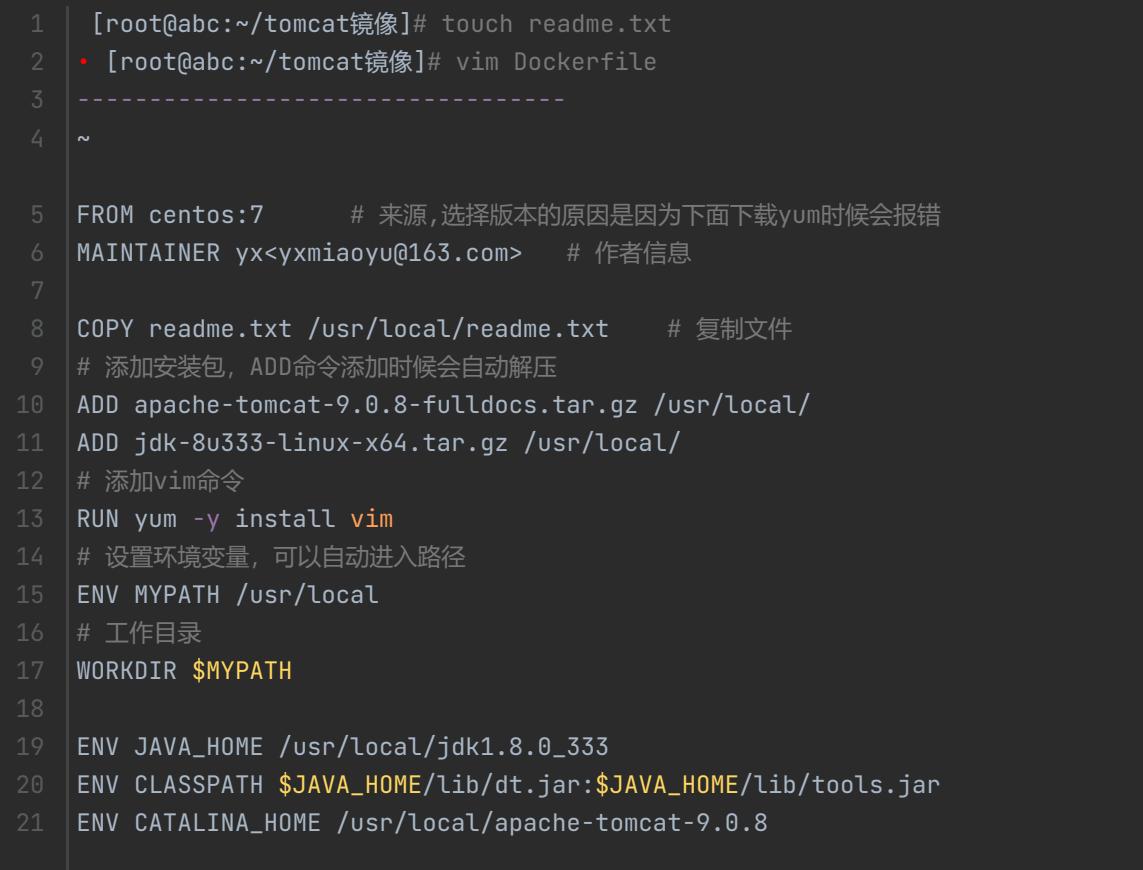 1 [root@abc:~/tomcat镜像]# touch readme.txt
2 • [root@abc:~/tomcat镜像]# vim Dockerfile
3 ----------------------------------
4 ~
5 FROM centos:7 # 来源,选择版本的原因是因为下面下载yum时候会报错
6 MAINTAINER yx<yxmiaoyu@163.com> # 作者信息
7
8 COPY readme.txt /usr/local/readme.txt # 复制文件
9 # 添加安装包，ADD命令添加时候会自动解压
10 ADD apache-tomcat-9.0.8-fulldocs.tar.gz /usr/local/
11 ADD jdk-8u333-linux-x64.tar.gz /usr/local/
12 # 添加vim命令
13 RUN yum -y install vim
14 # 设置环境变量，可以自动进入路径
15 ENV MYPATH /usr/local
16 # 工作目录
17 WORKDIR $MYPATH
18
19 ENV JAVA_HOME /usr/local/jdk1.8.0_333
20 ENV CLASSPATH $JAVA_HOME/lib/dt.jar:$JAVA_HOME/lib/tools.jar
21 ENV CATALINA_HOME /usr/local/apache-tomcat-9.0.8